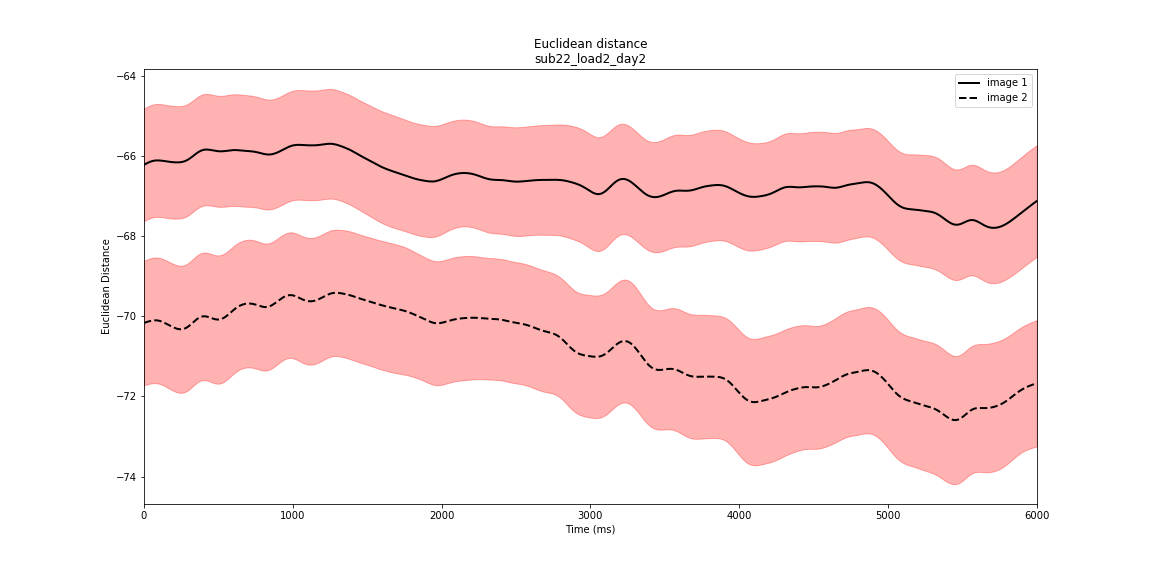 Euclidean distance
sub22_load2_day2
image 1
image 2
Euclidean Distance
−64
−66
−68
−70
−72
−74
0 1000 2000 3000 4000 5000 6000
Time (ms)